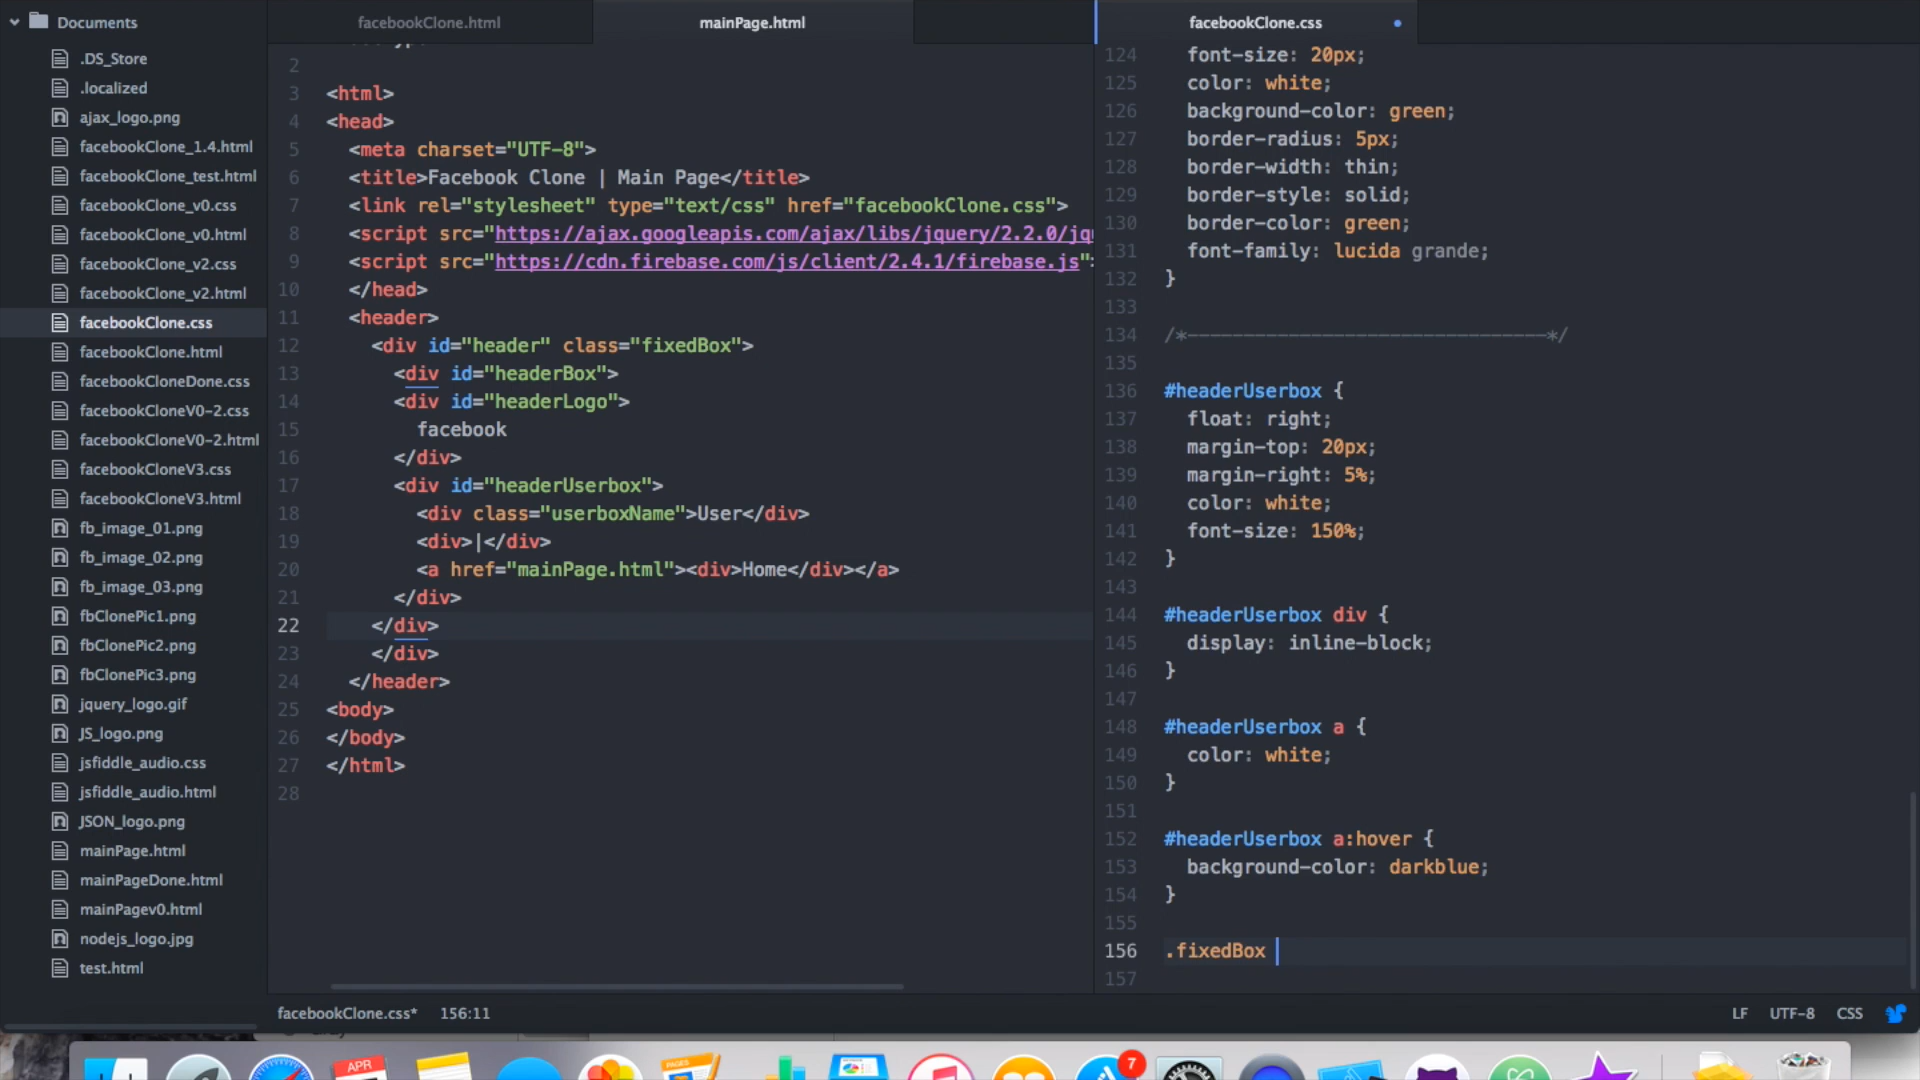 Documents
.DS_Store
.localized
ajax_logo.png
facebookClone_1.4.html
facebookClone_test.html
facebookClone_v0.css
facebookClone_v0.html
facebookClone_v2.css
facebookClone_v2.html
facebookClone.css
facebookClone.html
facebookCloneDone.css
facebookCloneV0-2.css
facebookCloneV0-2.html
facebookCloneV3.css
facebookCloneV3.html
fb_image_01.png
fb_image_02.png
fb_image_03.png
fbClonePic1.png
fbClonePic2.png
fbClonePic3.png
jquery_logo.gif
JS_logo.png
jsfiddle_audio.css
jsfiddle_audio.html
JSON_logo.png
mainPage.html
mainPageDone.html
mainPagev0.html
nodejs_logo.jpg
test.html
facebookClone.html
mainPage.html
2
3 <html>
4 <head>
5 <meta charset="UTF-8">
6 <title>Facebook Clone | Main Page</title>
7 <link rel="stylesheet" type="text/css" href="facebookClone.css">
8 <script src="https://ajax.googleapis.com/ajax/libs/jquery/2.2.0/jq
9 <script src="https://cdn.firebase.com/js/client/2.4.1/firebase.js"
10 </head>
11 <header>
12 <div id="header" class="fixedBox">
13 <div id="headerBox">
14 <div id="headerLogo">
15 facebook
16 </div>
17 <div id="headerUserbox">
18 <div class="userboxName">User</div>
19 <div>|</div>
20 <a href="mainPage.html"><div>Home</div></a>
21 </div>
22 </div>
23 </div>
24 </header>
25 <body>
26 </body>
27 </html>
28
facebookClone.css
124 font-size: 20px;
125 color: white;
126 background-color: green;
127 border-radius: 5px;
128 border-width: thin;
129 border-style: solid;
130 border-color: green;
131 font-family: lucida grande;
132 }
133
134 /*--------------------------------*/
135
136 #headerUserbox {
137 float: right;
138 margin-top: 20px;
139 margin-right: 5%;
140 color: white;
141 font-size: 150%;
142 }
143
144 #headerUserbox div {
145 display: inline-block;
146 }
147
148 #headerUserbox a {
149 color: white;
150 }
151
152 #headerUserbox a:hover {
153 background-color: darkblue;
154 }
155
156 .fixedBox
157
facebookClone.css* 156:11
LF UTF-8 CSS
APR
PAGES
7